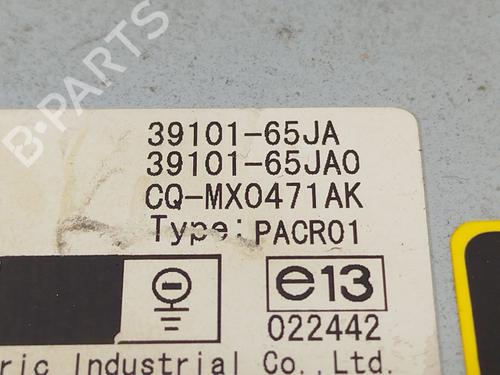 B-PARTS
39101-65JA
39101-65JA0
CQ-MX0471AK
Type: PACR01
e13
022442
ric Industrial Co.,Ltd.